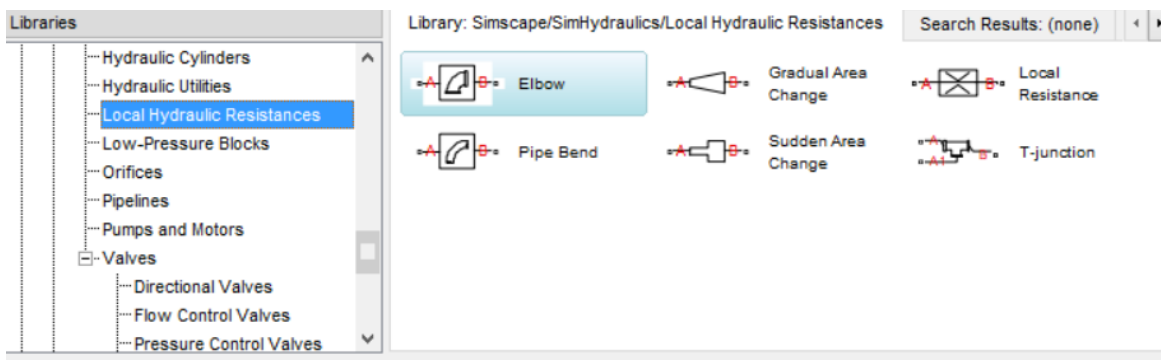 Libraries
Library: Simscape/SimHydraulics/Local Hydraulic Resistances
Search Results: (none)
Hydraulic Cylinders
Hydraulic Utilities
Local Hydraulic Resistances
Low-Pressure Blocks
Orifices
Pipelines
Pumps and Motors
Valves
Directional Valves
Flow Control Valves
Pressure Control Valves
A B Elbow
A B Gradual Area
Change
A B Local
Resistance
A B Pipe Bend
A B Sudden Area
Change
A A1 B T-junction